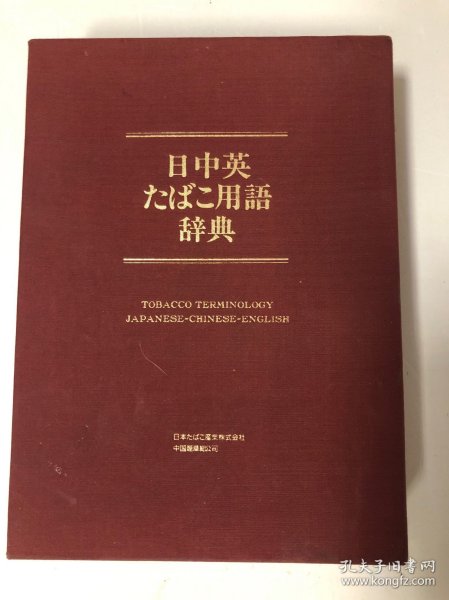 日中英
たばこ用語
辞典
TOBACCO TERMINOLOGY
JAPANESE-CHINESE-ENGLISH
日本たばこ産業株式会社
中国烟草総公司
孔夫子旧书网
www.kongfz.com